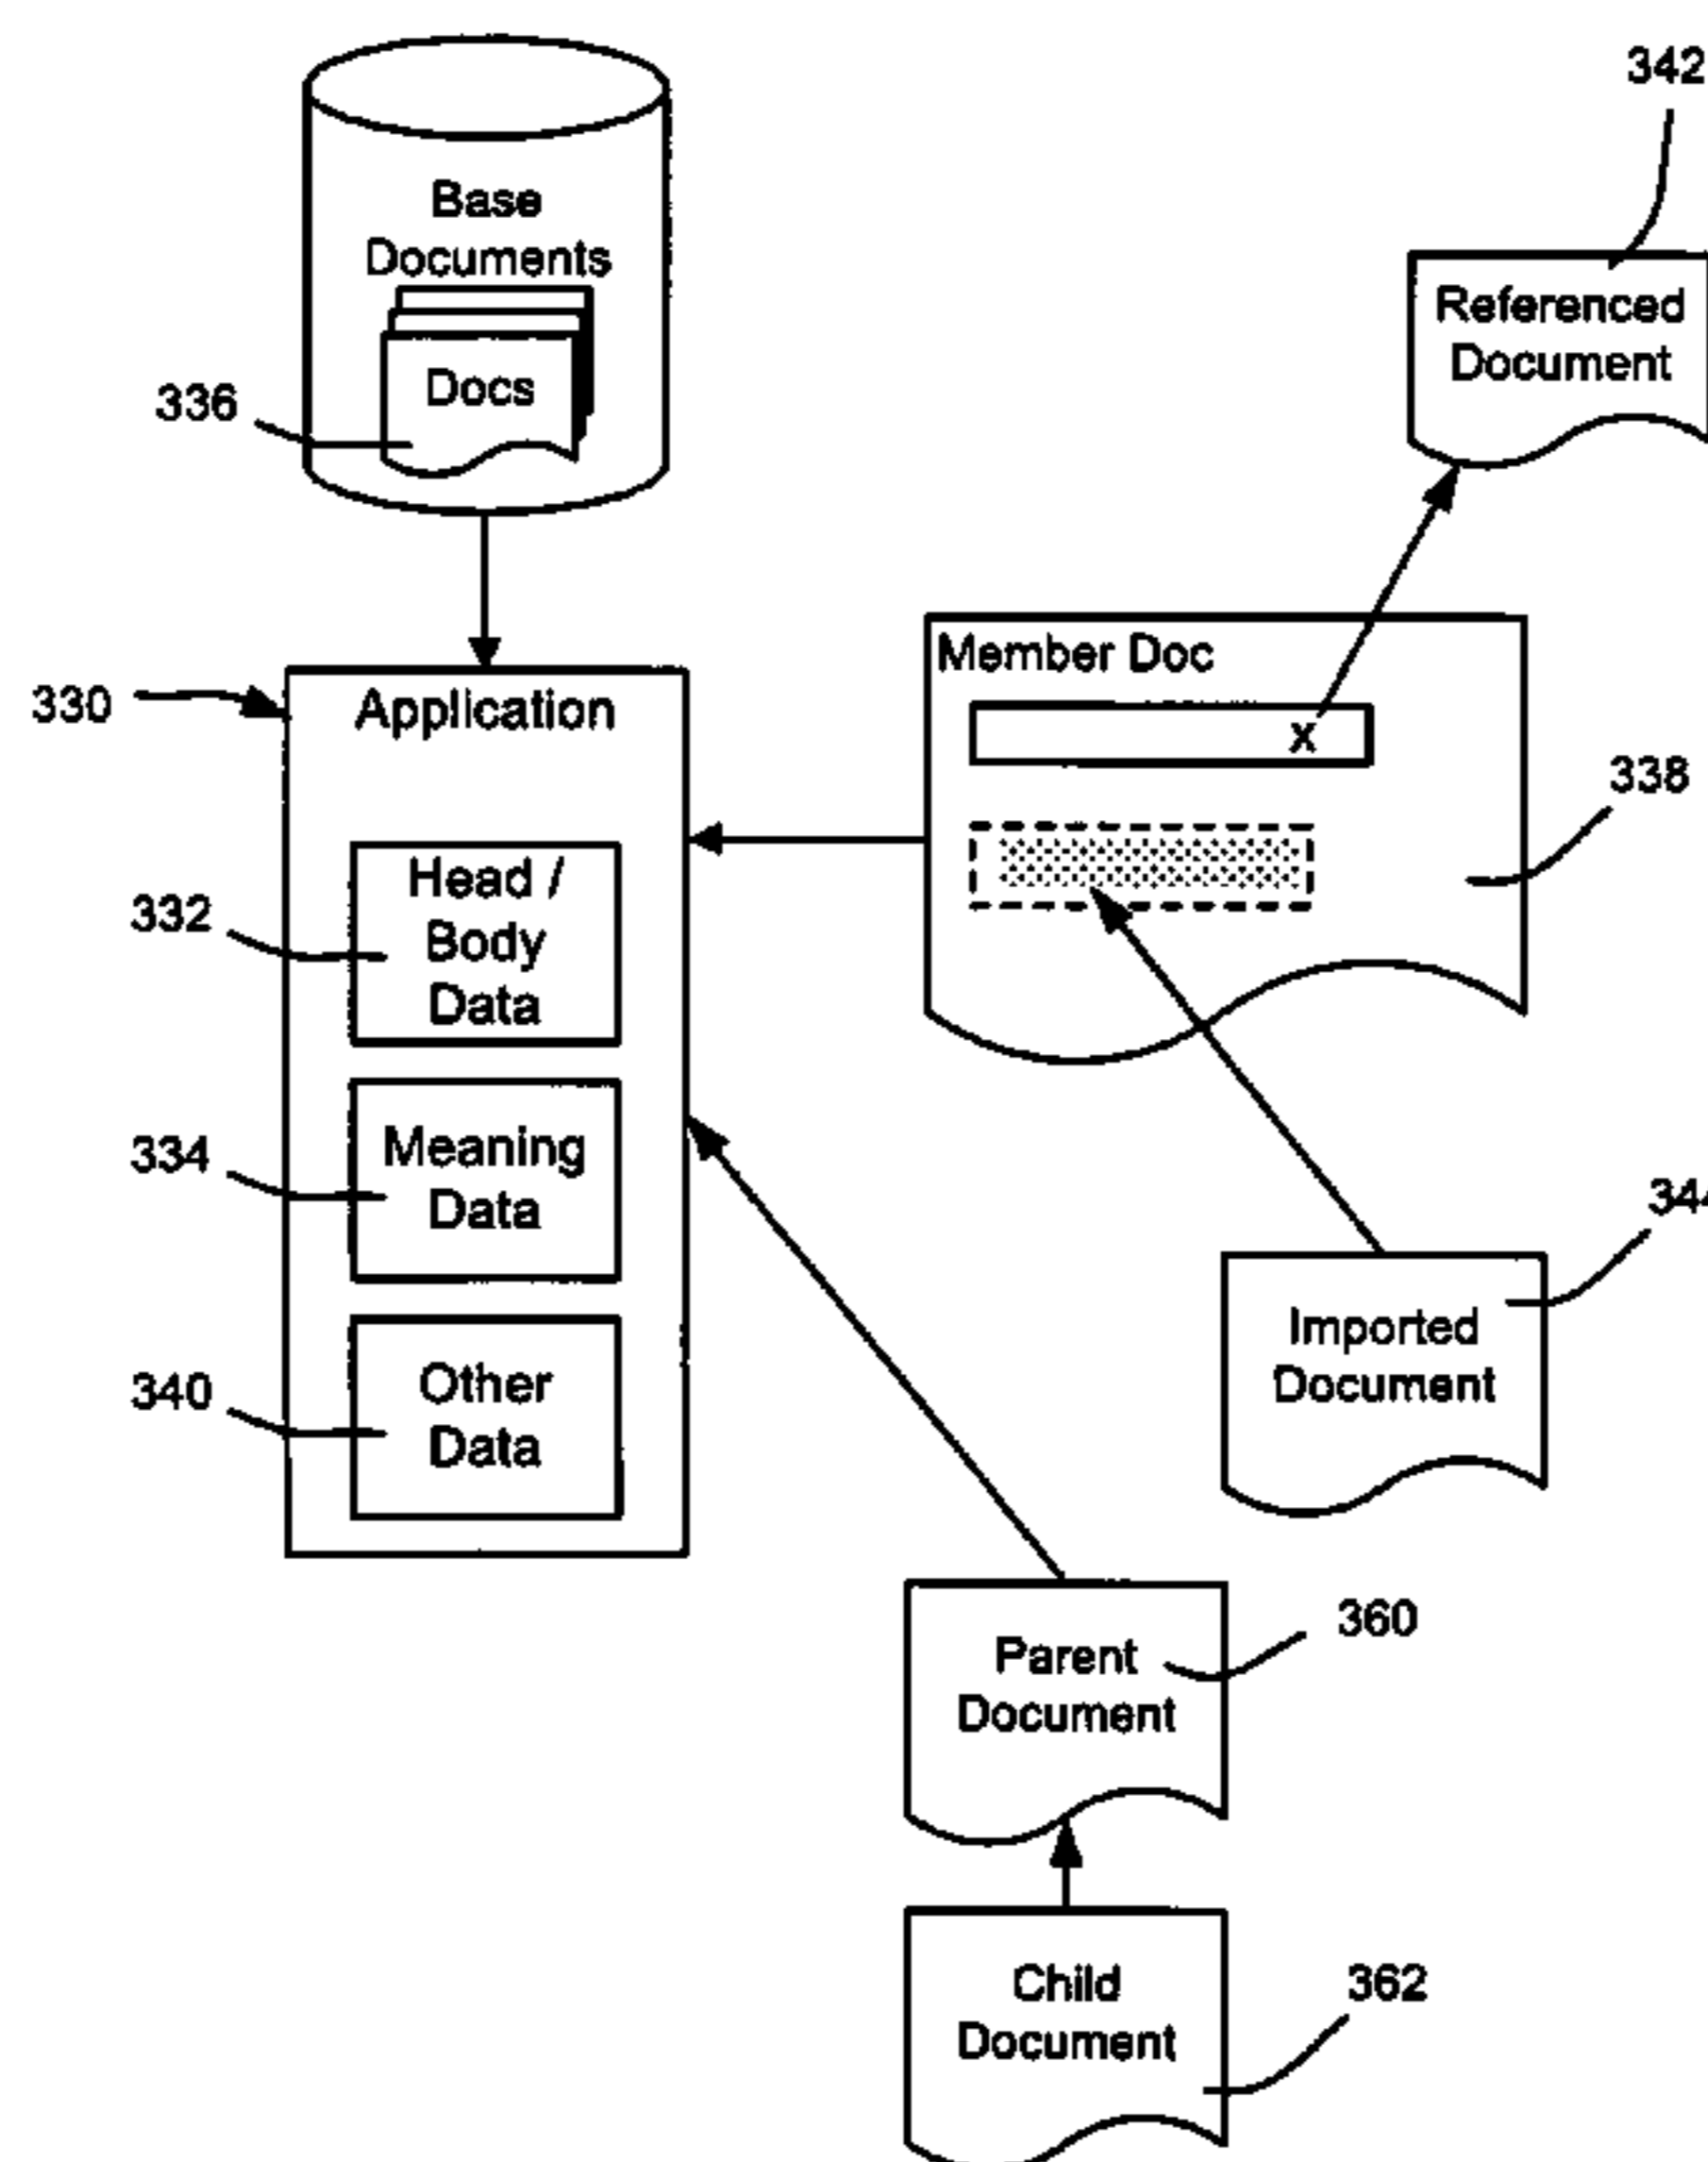 342
Base
Documents
Referenced
Document
Docs
336
Member Doc
330
Application
x
338
Head /
Body
Data
332
Meaning
Data
334
344
Imported
Document
Other
Data
340
Parent
Document
360
Child
Document
362